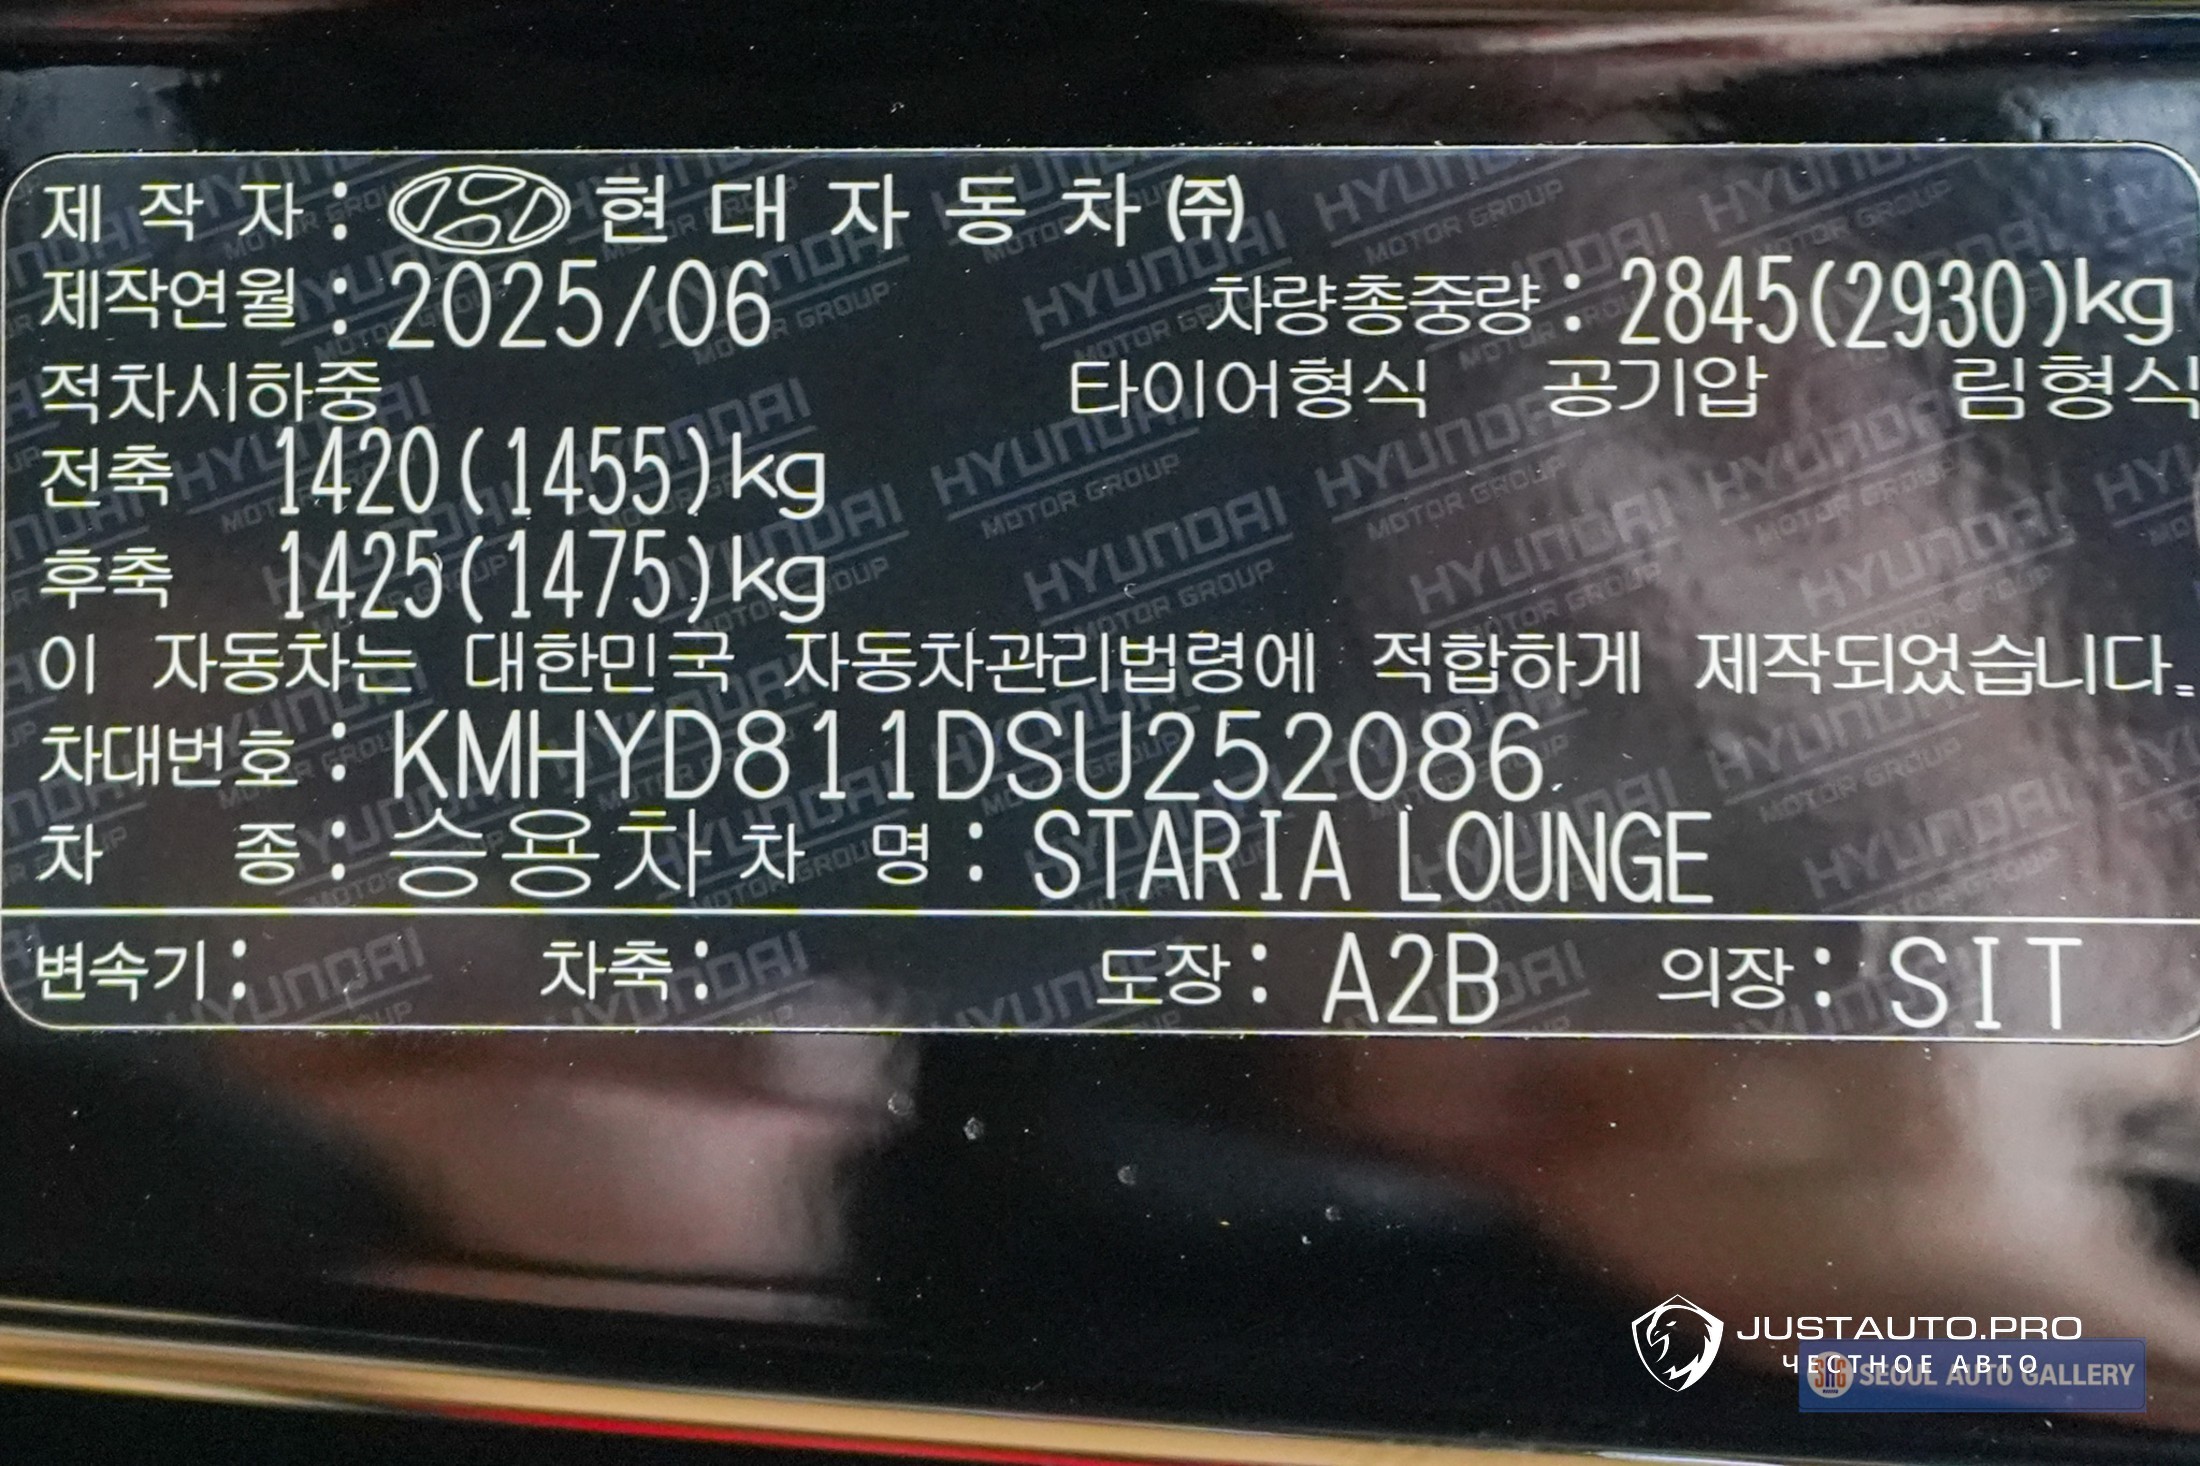 제 작 자 : 현 대 자 동 차 ㈜
제작연월 : 2025/06 차량총중량 : 2845(2930)kg
적차시하중 타이어형식 공기압 림형식
전축 1420(1455)kg
후축 1425(1475)kg
이 자동차는 대한민국 자동차관리법령에 적합하게 제작되었습니다.
차대번호 : KMHYD811DSU252086
차 종 : 승용차 차 명 : STARIA LOUNGE
변속기 : 차축 : 도장 : A2B 의장 : SIT
JUSTAUTO.PRO
ЧЕСТНОЕ АВТО
SEOUL AUTO GALLERY